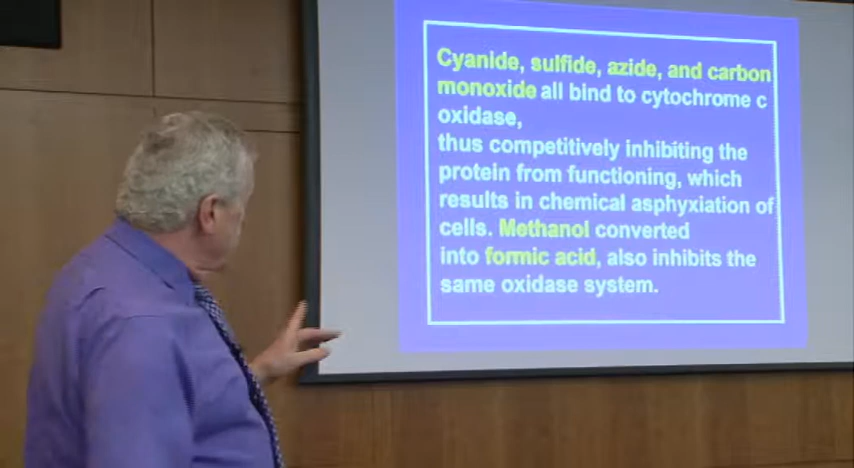 Cyanide, sulfide, azide, and carbon
monoxide all bind to cytochrome c
oxidase,
thus competitively inhibiting the
protein from functioning, which
results in chemical asphyxiation of
cells. Methanol converted
into formic acid, also inhibits the
same oxidase system.